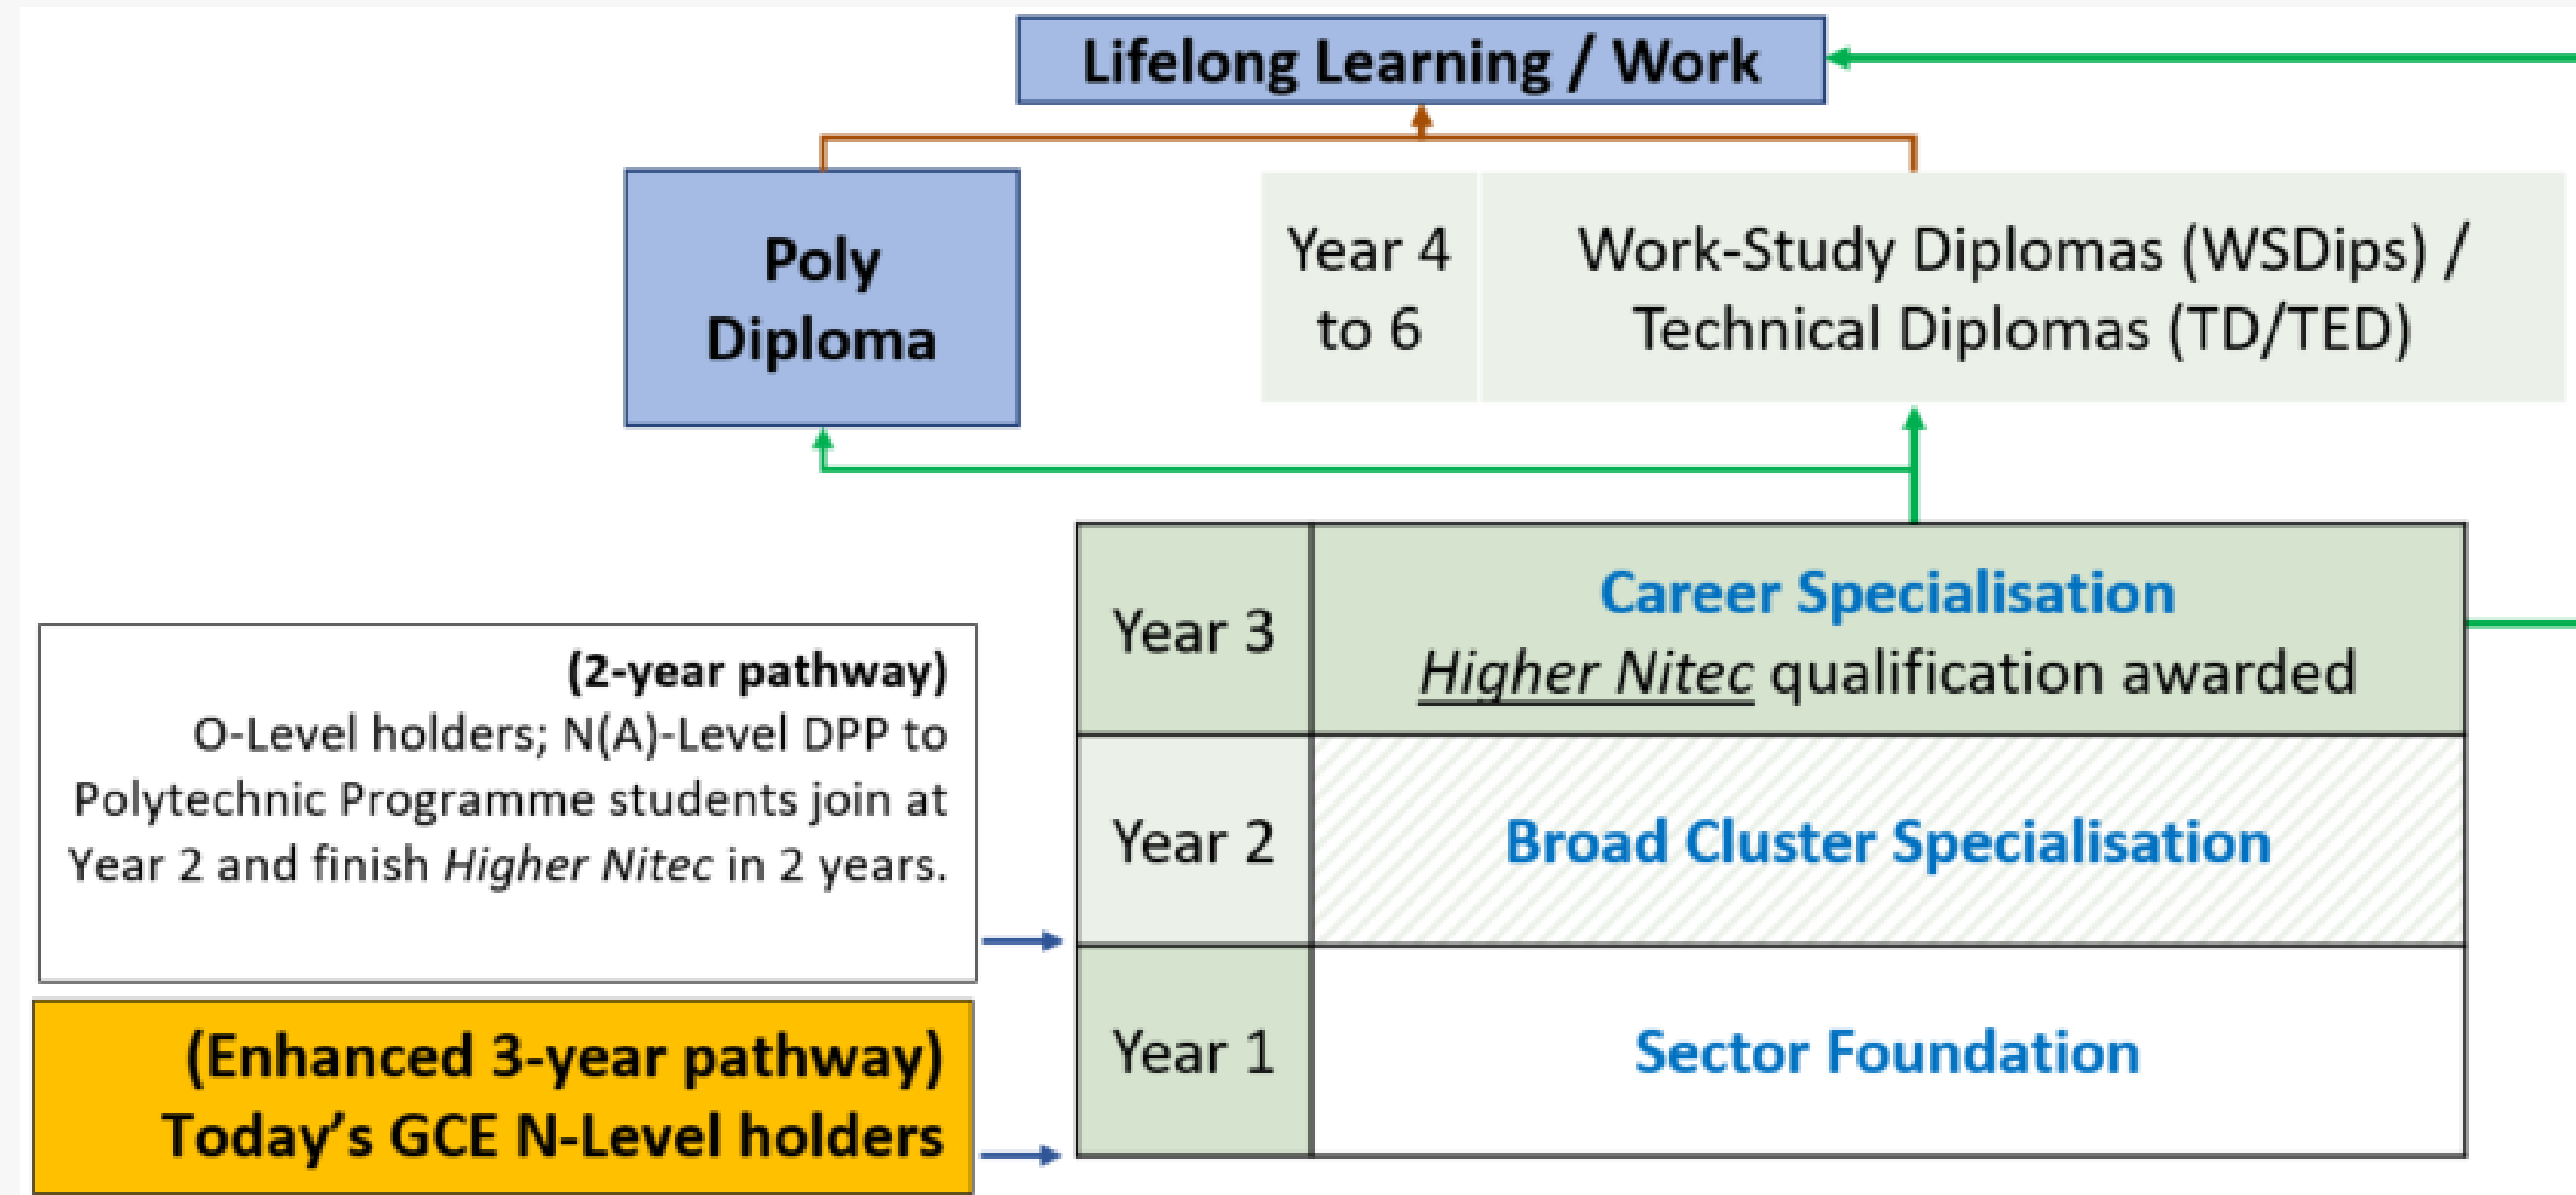 Lifelong Learning / Work
Poly
Diploma
Year 4
to 6
Work-Study Diplomas (WSDips) /
Technical Diplomas (TD/TED)
Year 3
Career Specialisation
Higher Nitec qualification awarded
(2-year pathway)
O-Level holders; N(A)-Level DPP to
Polytechnic Programme students join at
Year 2 and finish Higher Nitec in 2 years.
Year 2
Broad Cluster Specialisation
(Enhanced 3-year pathway)
Today’s GCE N-Level holders
Year 1
Sector Foundation